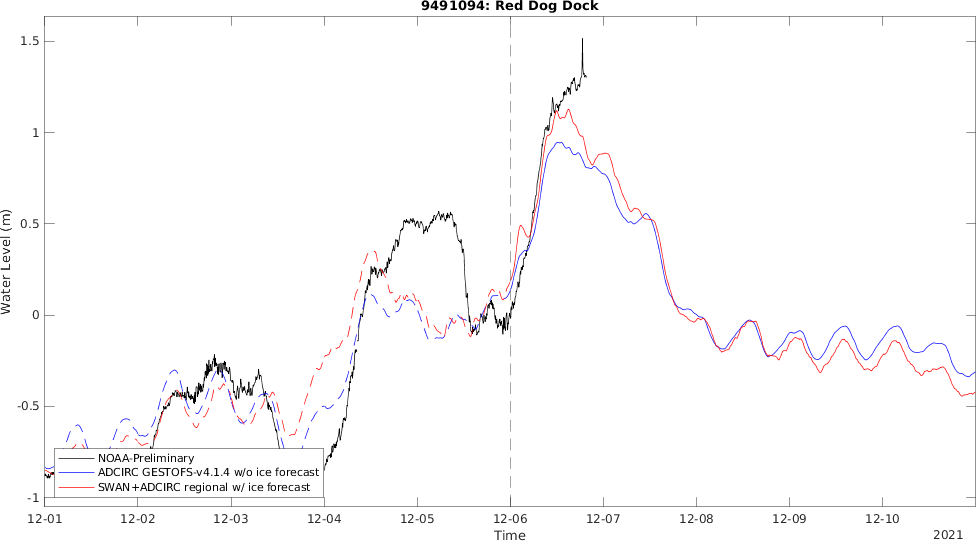 9491094: Red Dog Dock
Water Level (m)
1.5
1
0.5
0
-0.5
-1
NOAA-Preliminary
ADCIRC GESTOFS-v4.1.4 w/o ice forecast
SWAN+ADCIRC regional w/ ice forecast
12-01 12-02 12-03 12-04 12-05 12-06 12-07 12-08 12-09 12-10
Time
2021